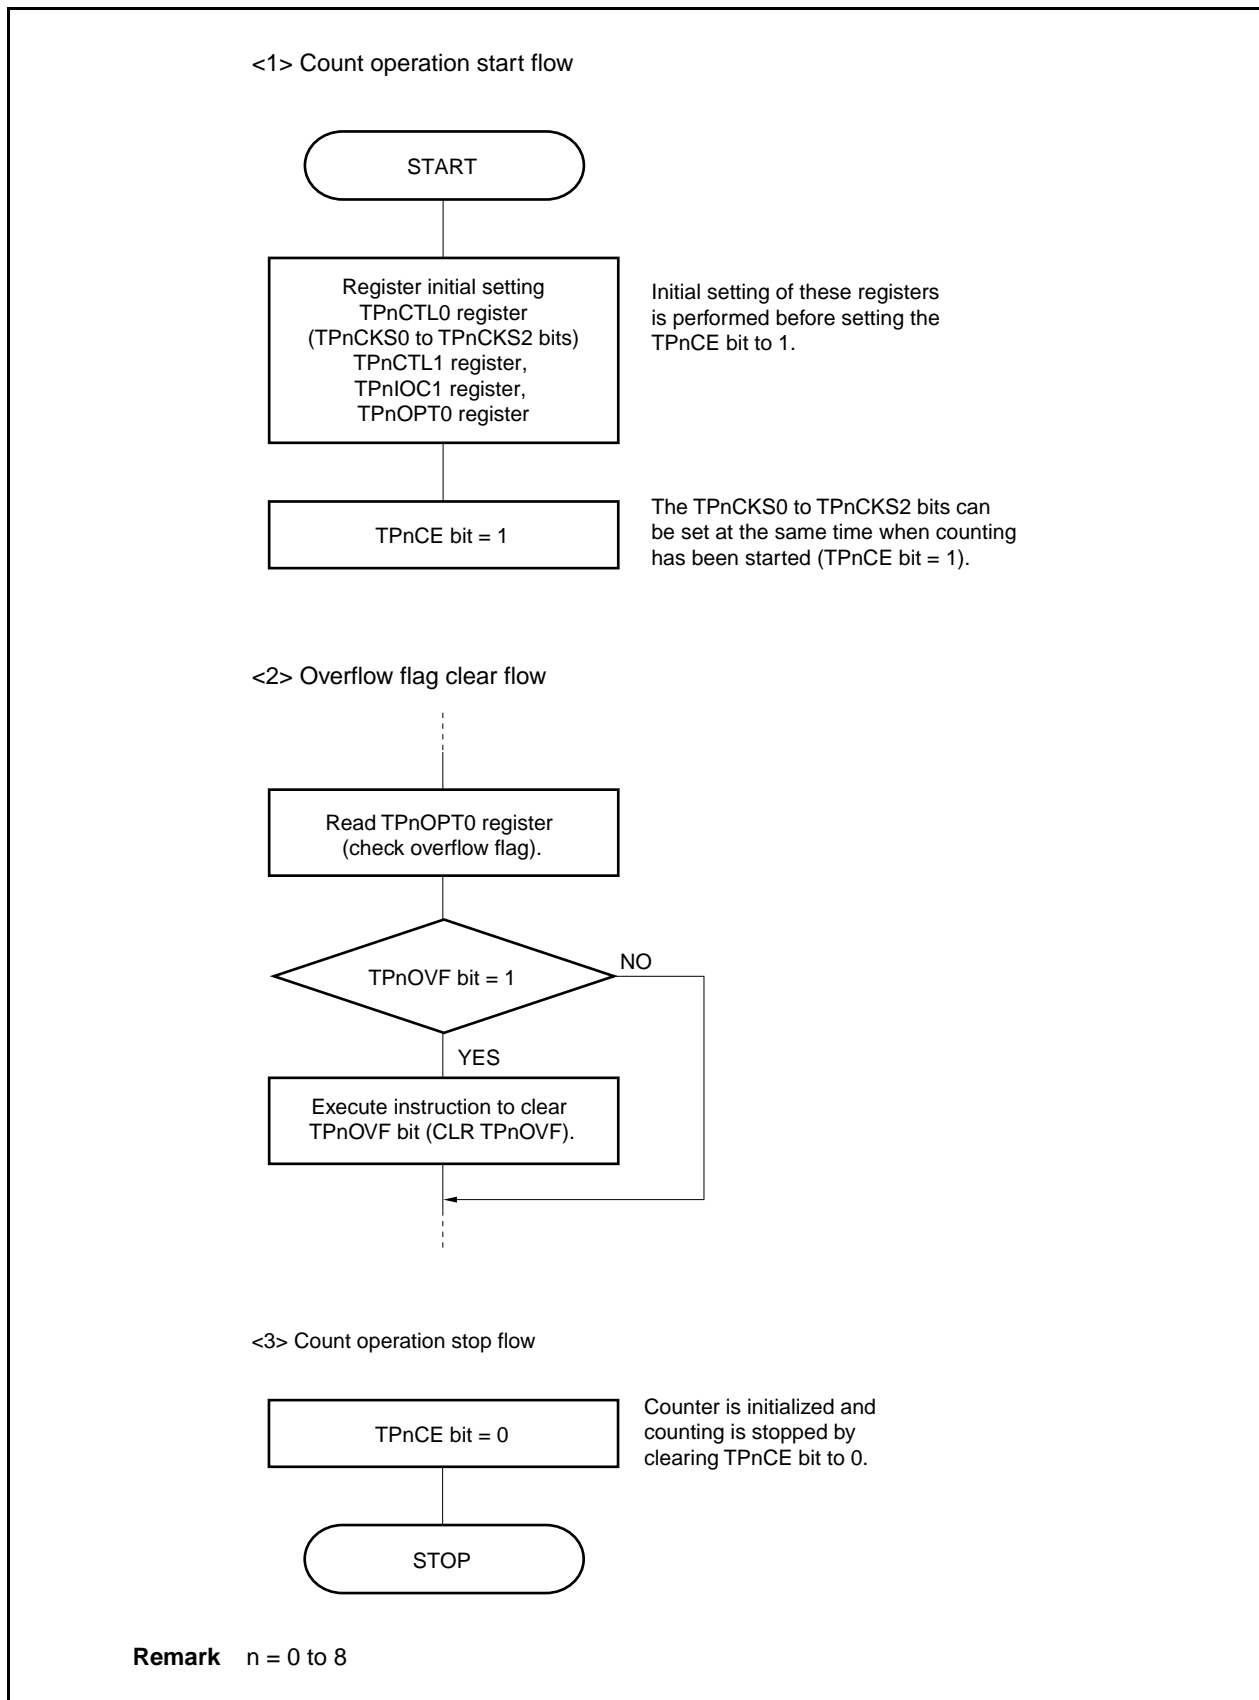 <1> Count operation start flow
START
Register initial setting
TPnCTL0 register
(TPnCKS0 to TPnCKS2 bits)
TPnCTL1 register,
TPnIOC1 register,
TPnOPT0 register
Initial setting of these registers
is performed before setting the
TPnCE bit to 1.
TPnCE bit = 1
The TPnCKS0 to TPnCKS2 bits can
be set at the same time when counting
has been started (TPnCE bit = 1).
<2> Overflow flag clear flow
Read TPnOPT0 register
(check overflow flag).
TPnOVF bit = 1
NO
YES
Execute instruction to clear
TPnOVF bit (CLR TPnOVF).
<3> Count operation stop flow
TPnCE bit = 0
Counter is initialized and
counting is stopped by
clearing TPnCE bit to 0.
STOP
Remark n = 0 to 8